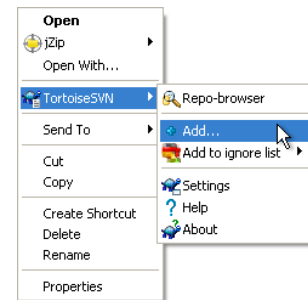 Open
jZip
Open With...
TortoiseSVN
Send To
Cut
Copy
Create Shortcut
Delete
Rename
Properties
Repo-browser
Add...
Add to ignore list
Settings
Help
About